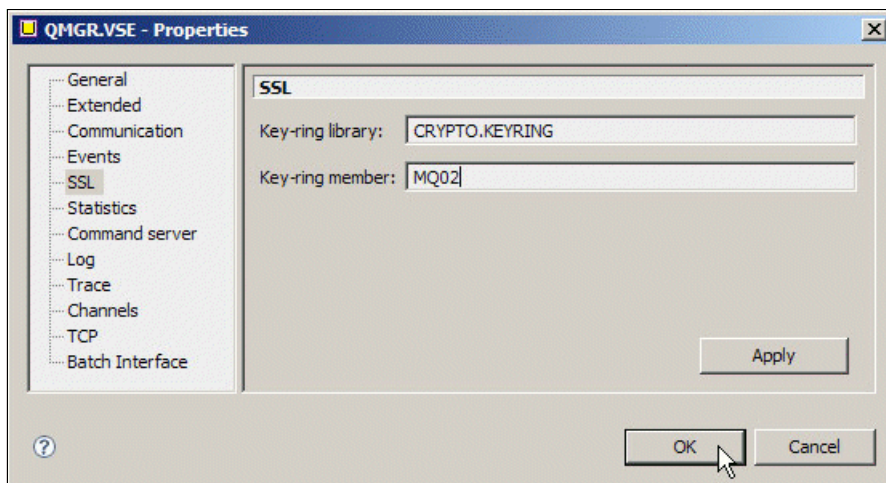 QMGR.VSE - Properties
General
Extended
Communication
Events
SSL
Statistics
Command server
Log
Trace
Channels
TCP
Batch Interface
SSL
Key-ring library: CRYPTO.KEYRING
Key-ring member: MQ02
Apply
?
OK Cancel